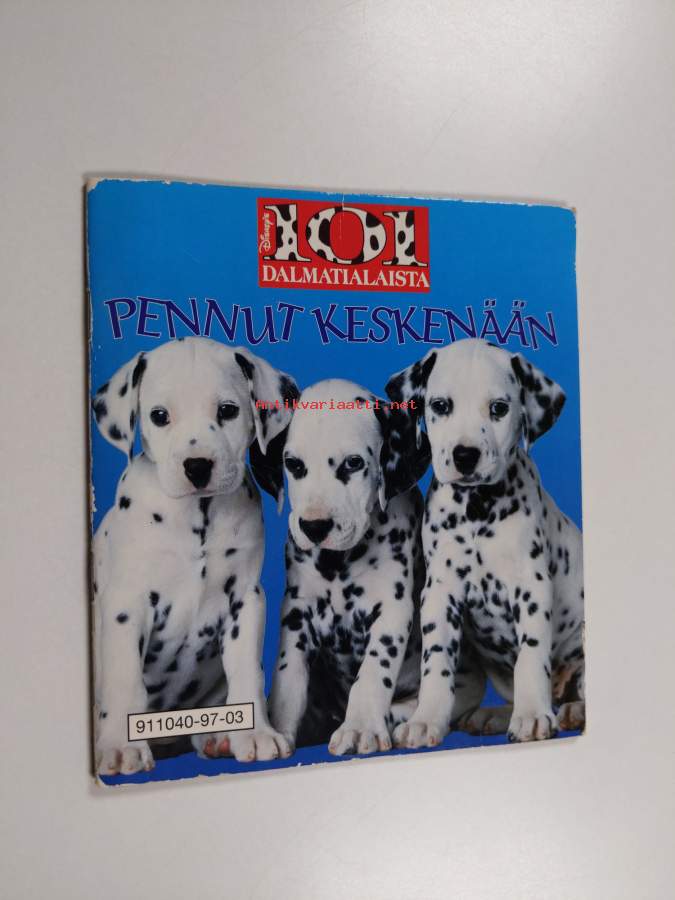 Disney's
101
DALMATIALAISTA
PENNUT KESKENÄÄN
Antikvariaatti.net
911040-97-03